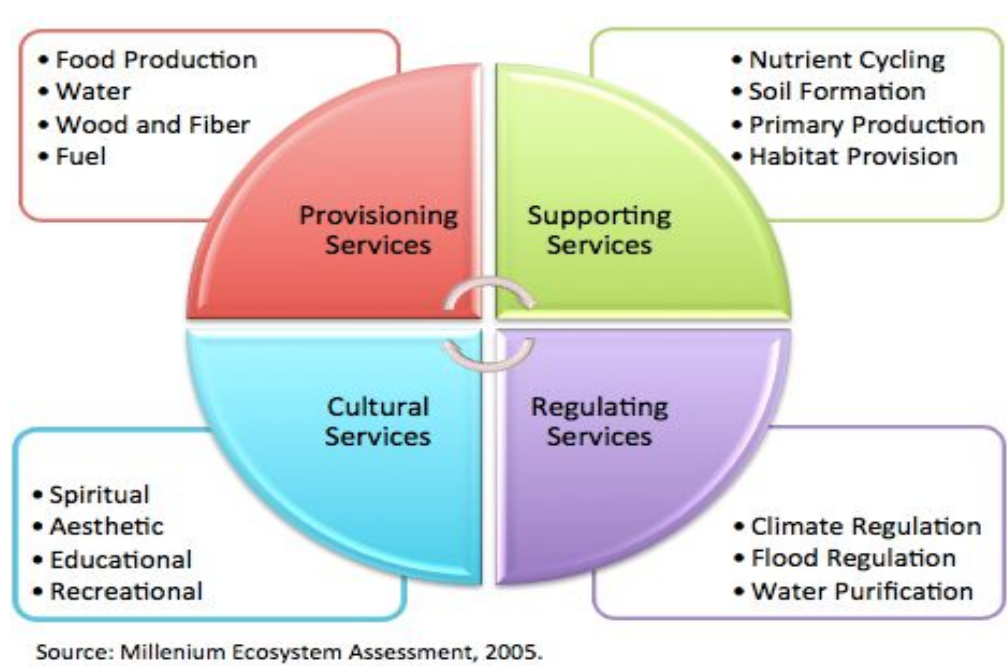 • Food Production
• Water
• Wood and Fiber
• Fuel
• Nutrient Cycling
• Soil Formation
• Primary Production
• Habitat Provision
Provisioning
Services
Supporting
Services
Cultural
Services
Regulating
Services
• Spiritual
• Aesthetic
• Educational
• Recreational
• Climate Regulation
• Flood Regulation
• Water Purification
Source: Millenium Ecosystem Assessment, 2005.